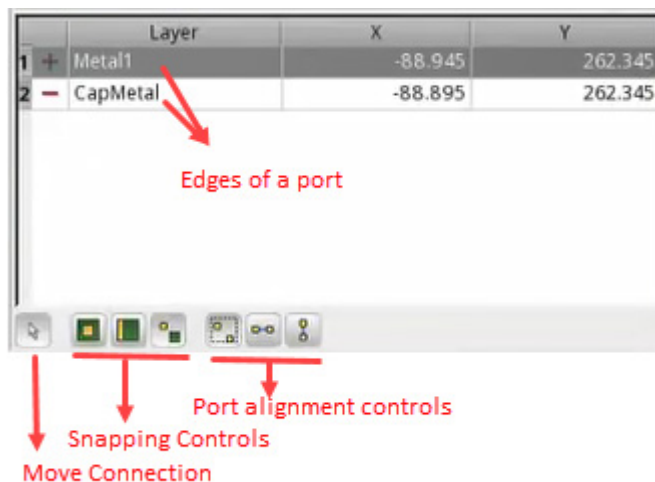 Layer X Y
1 + Metal1 -88.945 262.345
2 − CapMetal -88.895 262.345
Edges of a port
Port alignment controls
Snapping Controls
Move Connection